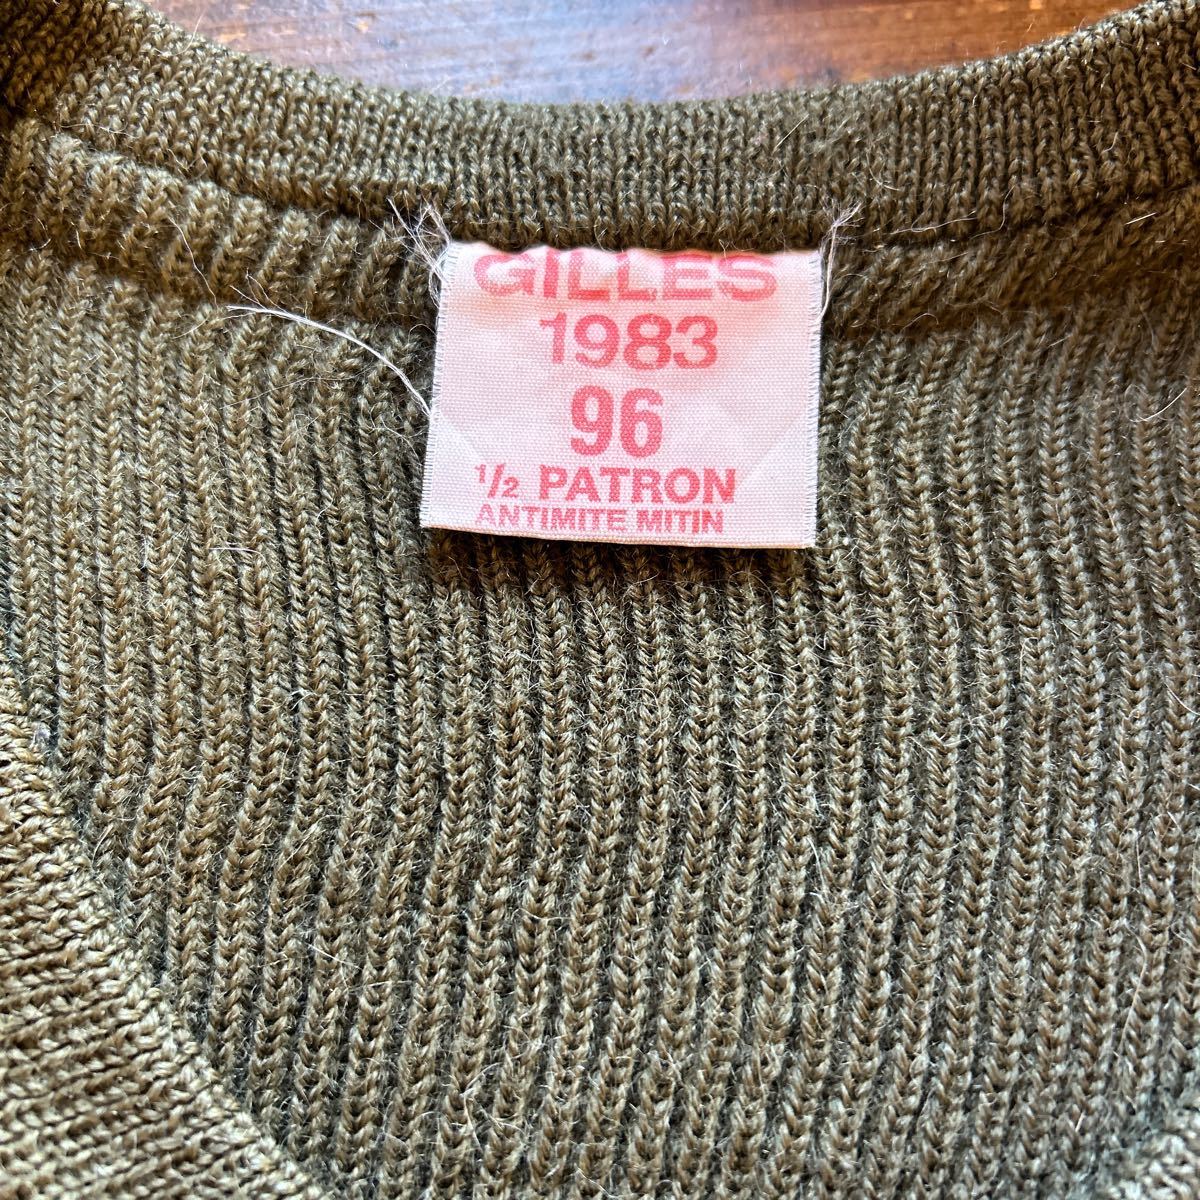 GILLES
1983
96
1/2 PATRON
ANTIMITE MITIN